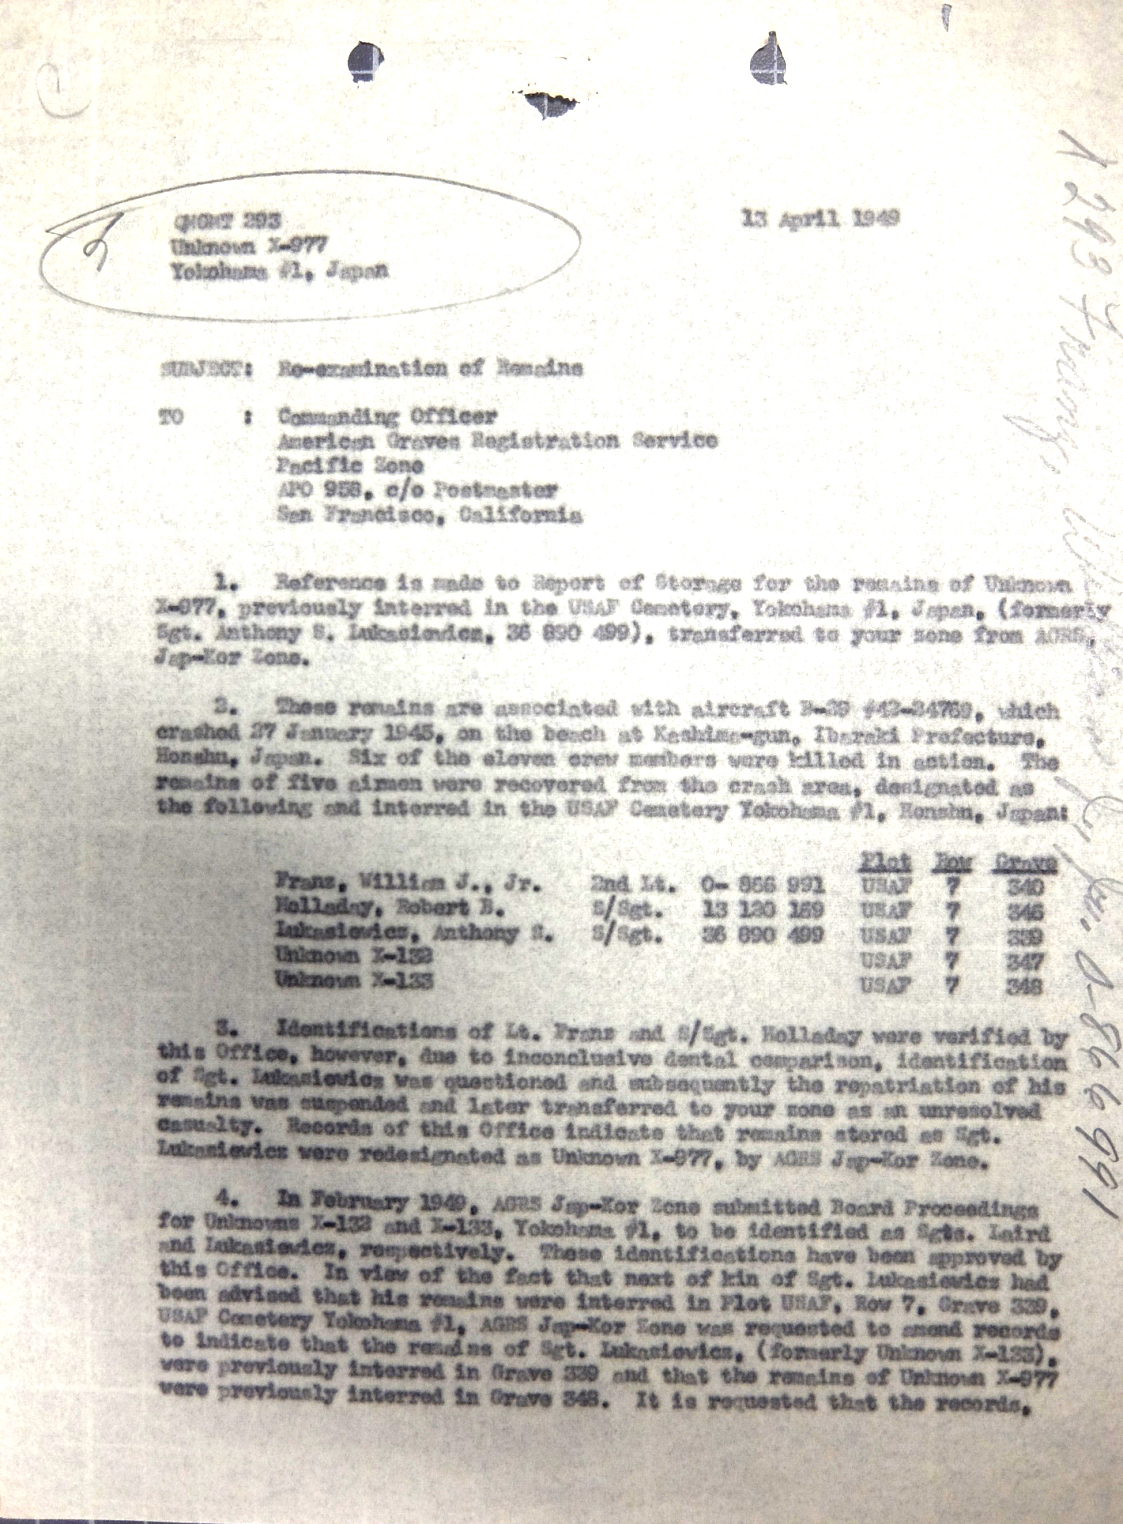 QMGMT 293
Unknown X-977
Yokohama #1, Japan
13 April 1949
SUBJECT: Re-examination of Remains
TO : Commanding Officer
American Graves Registration Service
Pacific Zone
APO 958, c/o Postmaster
San Francisco, California
1. Reference is made to Report of Storage for the remains of Unknown
X-977, previously interred in the USAF Cemetery, Yokohama #1, Japan, (formerly
Sgt. Anthony S. Lukasiewicz, 36 890 499), transferred to your zone from AGRS,
Jap-Kor Zone.
2. These remains are associated with aircraft B-29 #42-24769, which
crashed 27 January 1945, on the beach at Kashima-gun, Ibaraki Prefecture,
Honshu, Japan. Six of the eleven crew members were killed in action. The
remains of five airmen were recovered from the crash area, designated as
the following and interred in the USAF Cemetery Yokohama #1, Honshu, Japan:
Plot Row Grave
Franz, William J., Jr. 2nd Lt. O- 866 991 USAF 7 340
Holladay, Robert B. S/Sgt. 13 120 189 USAF 7 346
Lukasiewicz, Anthony S. S/Sgt. 36 890 499 USAF 7 339
Unknown X-132 USAF 7 347
Unknown X-133 USAF 7 348
3. Identifications of Lt. Franz and S/Sgt. Holladay were verified by
this Office, however, due to inconclusive dental comparison, identification
of Sgt. Lukasiewicz was questioned and subsequently the repatriation of his
remains was suspended and later transferred to your zone as an unresolved
casualty. Records of this Office indicate that remains stored as Sgt.
Lukasiewicz were redesignated as Unknown X-977, by AGRS Jap-Kor Zone.
4. In February 1949, AGRS Jap-Kor Zone submitted Board Proceedings
for Unknowns X-132 and X-133, Yokohama #1, to be identified as Sgts. Laird
and Lukasiewicz, respectively. These identifications have been approved by
this Office. In view of the fact that next of kin of Sgt. Lukasiewicz had
been advised that his remains were interred in Plot USAF, Row 7, Grave 339,
USAF Cemetery Yokohama #1, AGRS Jap-Kor Zone was requested to amend records
to indicate that the remains of Sgt. Lukasiewicz, (formerly Unknown X-133),
were previously interred in Grave 339 and that the remains of Unknown X-977
were previously interred in Grave 348. It is requested that the records,
293 Franz, William J., Jr. O-866991